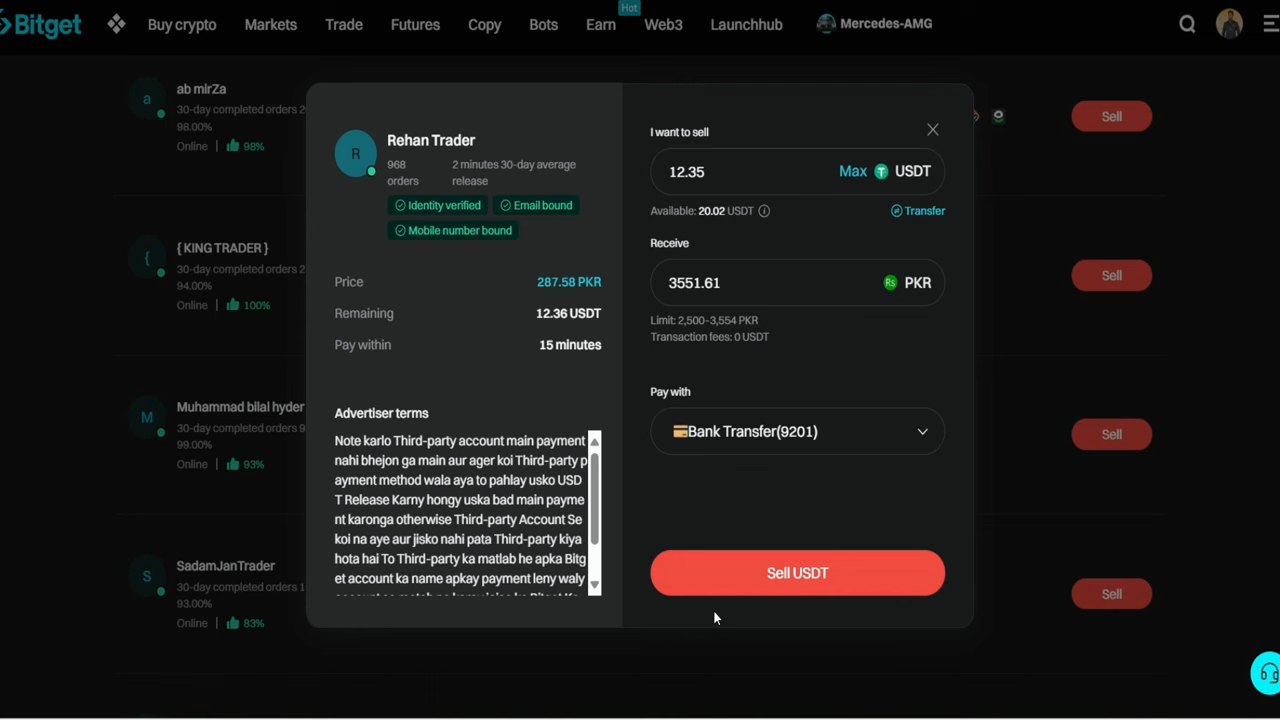 Bitget
Buy crypto
Markets
Trade
Futures
Copy
Bots
Earn
Hot
Web3
Launchhub
Mercedes-AMG
a
ab mirZa
30-day completed orders 2
98.00%
Online | 98%
Sell
{
{ KING TRADER }
30-day completed orders 2
94.00%
Online | 100%
Sell
M
Muhammad bilal hyder
30-day completed orders 9
99.00%
Online | 93%
Sell
S
SadamJanTrader
30-day completed orders 1
93.00%
Online | 83%
Sell
R
Rehan Trader
968 orders
2 minutes 30-day average release
Identity verified
Email bound
Mobile number bound
Price 287.58 PKR
Remaining 12.36 USDT
Pay within 15 minutes
Advertiser terms
Note karlo Third-party account main payment
nahi bhejon ga main aur ager koi Third-party p
ayment method wala aya to pahlay usko USD
T Release Karny hongy uska bad main payme
nt karonga otherwise Third-party Account Se
koi na aye aur jisko nahi pata Third-party kiya
hota hai To Third-party ka matlab he apka Bitg
et account ka name apkay payment leny waly
I want to sell
12.35 Max USDT
Available: 20.02 USDT
Transfer
Receive
3551.61 Rs PKR
Limit: 2,500–3,554 PKR
Transaction fees: 0 USDT
Pay with
Bank Transfer(9201)
Sell USDT